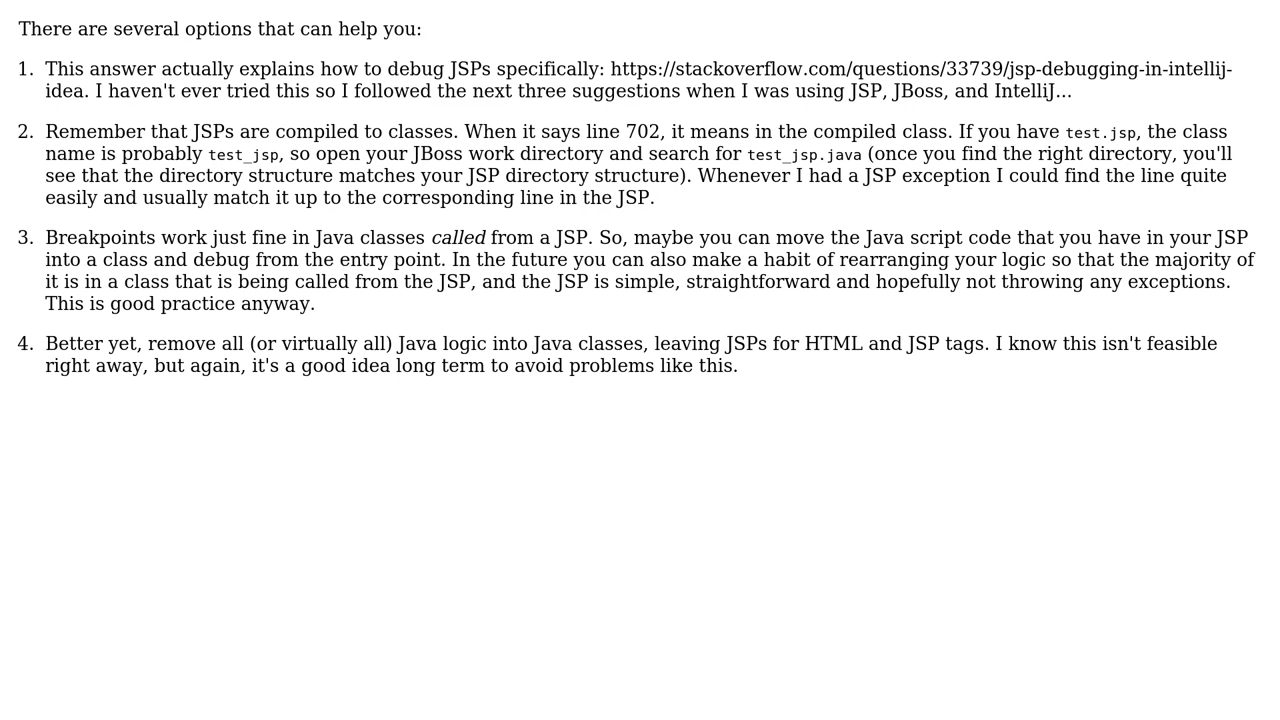 There are several options that can help you:
1. This answer actually explains how to debug JSPs specifically: https://stackoverflow.com/questions/33739/jsp-debugging-in-intellij-
idea. I haven't ever tried this so I followed the next three suggestions when I was using JSP, JBoss, and IntelliJ...
2. Remember that JSPs are compiled to classes. When it says line 702, it means in the compiled class. If you have test.jsp, the class
name is probably test_jsp, so open your JBoss work directory and search for test_jsp.java (once you find the right directory, you'll
see that the directory structure matches your JSP directory structure). Whenever I had a JSP exception I could find the line quite
easily and usually match it up to the corresponding line in the JSP.
3. Breakpoints work just fine in Java classes called from a JSP. So, maybe you can move the Java script code that you have in your JSP
into a class and debug from the entry point. In the future you can also make a habit of rearranging your logic so that the majority of
it is in a class that is being called from the JSP, and the JSP is simple, straightforward and hopefully not throwing any exceptions.
This is good practice anyway.
4. Better yet, remove all (or virtually all) Java logic into Java classes, leaving JSPs for HTML and JSP tags. I know this isn't feasible
right away, but again, it's a good idea long term to avoid problems like this.